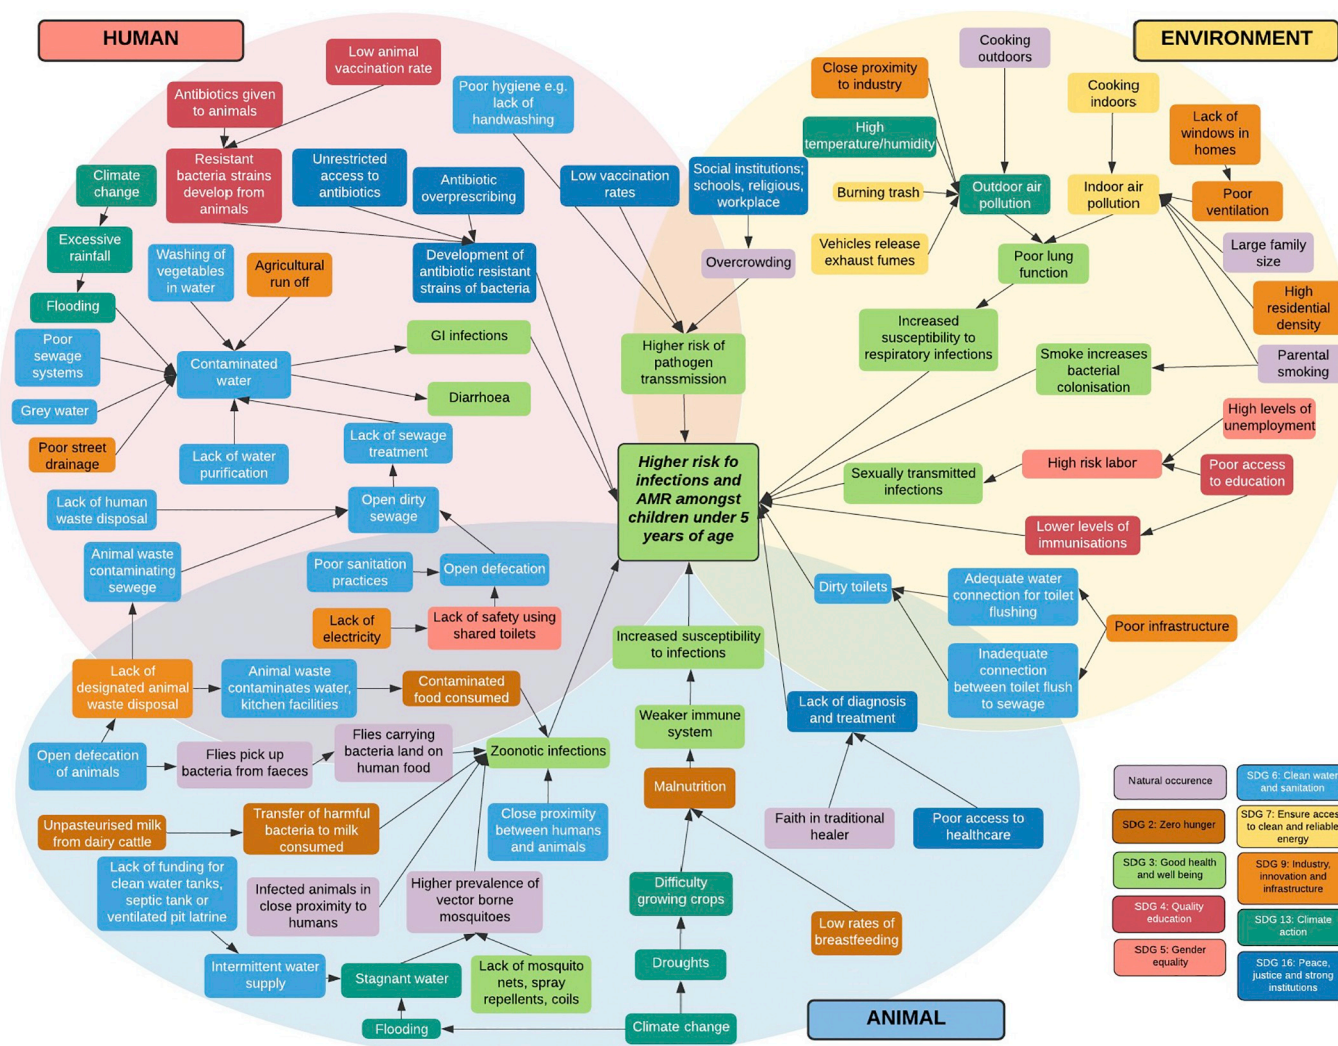 HUMAN
ENVIRONMENT
Low animal
vaccination rate
Antibiotics given
to animals
Poor hygiene e.g.
lack of
handwashing
Resistant
bacteria strains
develop from
animals
Unrestricted
access to
antibiotics
Antibiotic
overprescribing
Low vaccination
rates
Social institutions;
schools, religious,
workplace
Climate
change
Excessive
rainfall
Flooding
Washing of
vegetables
in water
Agricultural
run off
Development of
antibiotic resistant
strains of bacteria
Overcrowding
Poor
sewage
systems
Grey water
Poor street
drainage
Contaminated
water
GI infections
Diarrhoea
Lack of water
purification
Lack of sewage
treatment
Higher risk of
pathogen
transsmission
Lack of human
waste disposal
Open dirty
sewage
Animal waste
contaminating
sewege
Poor sanitation
practices
Open defecation
Lack of
electricity
Lack of safety using
shared toilets
Higher risk fo
infections and
AMR amongst
children under 5
years of age
Cooking
outdoors
Close proximity
to industry
High
temperature/humidity
Burning trash
Vehicles release
exhaust fumes
Outdoor air
pollution
Cooking
indoors
Indoor air
pollution
Lack of
windows in
homes
Poor
ventilation
Large family
size
High
residential
density
Parental
smoking
Poor lung
function
Increased
susceptibility to
respiratory infections
Smoke increases
bacterial
colonisation
High levels of
unemployment
High risk labor
Poor access
to education
Sexually transmitted
infections
Lower levels of
immunisations
Dirty toilets
Adequate water
connection for toilet
flushing
Poor infrastructure
Inadequate
connection
between toilet flush
to sewage
Lack of
designated animal
waste disposal
Animal waste
contaminates water,
kitchen facilities
Contaminated
food consumed
Open defecation
of animals
Flies pick up
bacteria from faeces
Flies carrying
bacteria land on
human food
Zoonotic infections
Unpasteurised milk
from dairy cattle
Transfer of harmful
bacteria to milk
consumed
Close proximity
between humans
and animals
Lack of funding for
clean water tanks,
septic tank or
ventilated pit latrine
Infected animals in
close proximity to
humans
Higher prevalence of
vector borne
mosquitoes
Intermittent water
supply
Stagnant water
Lack of mosquito
nets, spray
repellents, coils
Flooding
Climate change
Droughts
Difficulty
growing crops
Malnutrition
Low rates of
breastfeeding
Weaker immune
system
Increased susceptibility
to infections
Lack of diagnosis
and treatment
Faith in traditional
healer
Poor access to
healthcare
ANIMAL
Natural occurence
SDG 2: Zero hunger
SDG 3: Good health
and well being
SDG 4: Quality
education
SDG 5: Gender
equality
SDG 6: Clean water
and sanitation
SDG 7: Ensure access
to clean and reliable
energy
SDG 9: Industry,
innovation and
infrastructure
SDG 13: Climate
action
SDG 16: Peace,
justice and strong
institutions